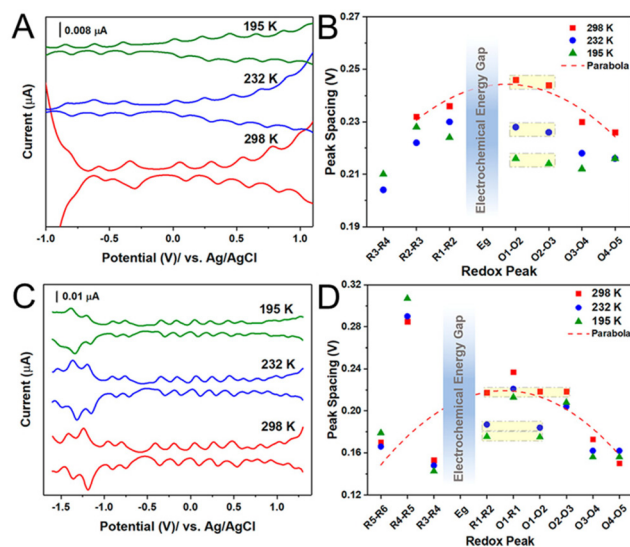 A
0.008 μA
195 K
232 K
298 K
Current (μA)
-1.0
-0.5
0.0
0.5
1.0
Potential (V)/ vs. Ag/AgCl
B
298 K
232 K
195 K
Parabola
Electrochemical Energy Gap
Peak Spacing (V)
0.27
0.25
0.23
0.21
0.19
R3-R4
R2-R3
R1-R2
Eg
O1-O2
O2-O3
O3-O4
O4-O5
Redox Peak
C
0.01 μA
195 K
232 K
298 K
Current (μA)
-1.5
-1.0
-0.5
0.0
0.5
1.0
Potential (V)/ vs. Ag/AgCl
D
298 K
232 K
195 K
Parabola
Electrochemical Energy Gap
Peak Spacing (V)
0.32
0.28
0.24
0.20
0.16
0.12
R5-R6
R4-R5
R3-R4
Eg
R1-R2
O1-R1
O1-O2
O2-O3
O3-O4
O4-O5
Redox Peak